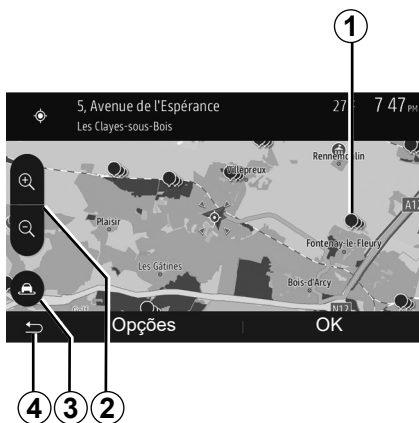 1
5, Avenue de l'Espérance
27°
7 47 PM
Les Clayes-sous-Bois
Rennemoulin
Villepreux
A12
Plaisir
Fontenay-le-Fleury
Les Gâtines
Bois-d'Arcy
N12
Opções
OK
4
3
2